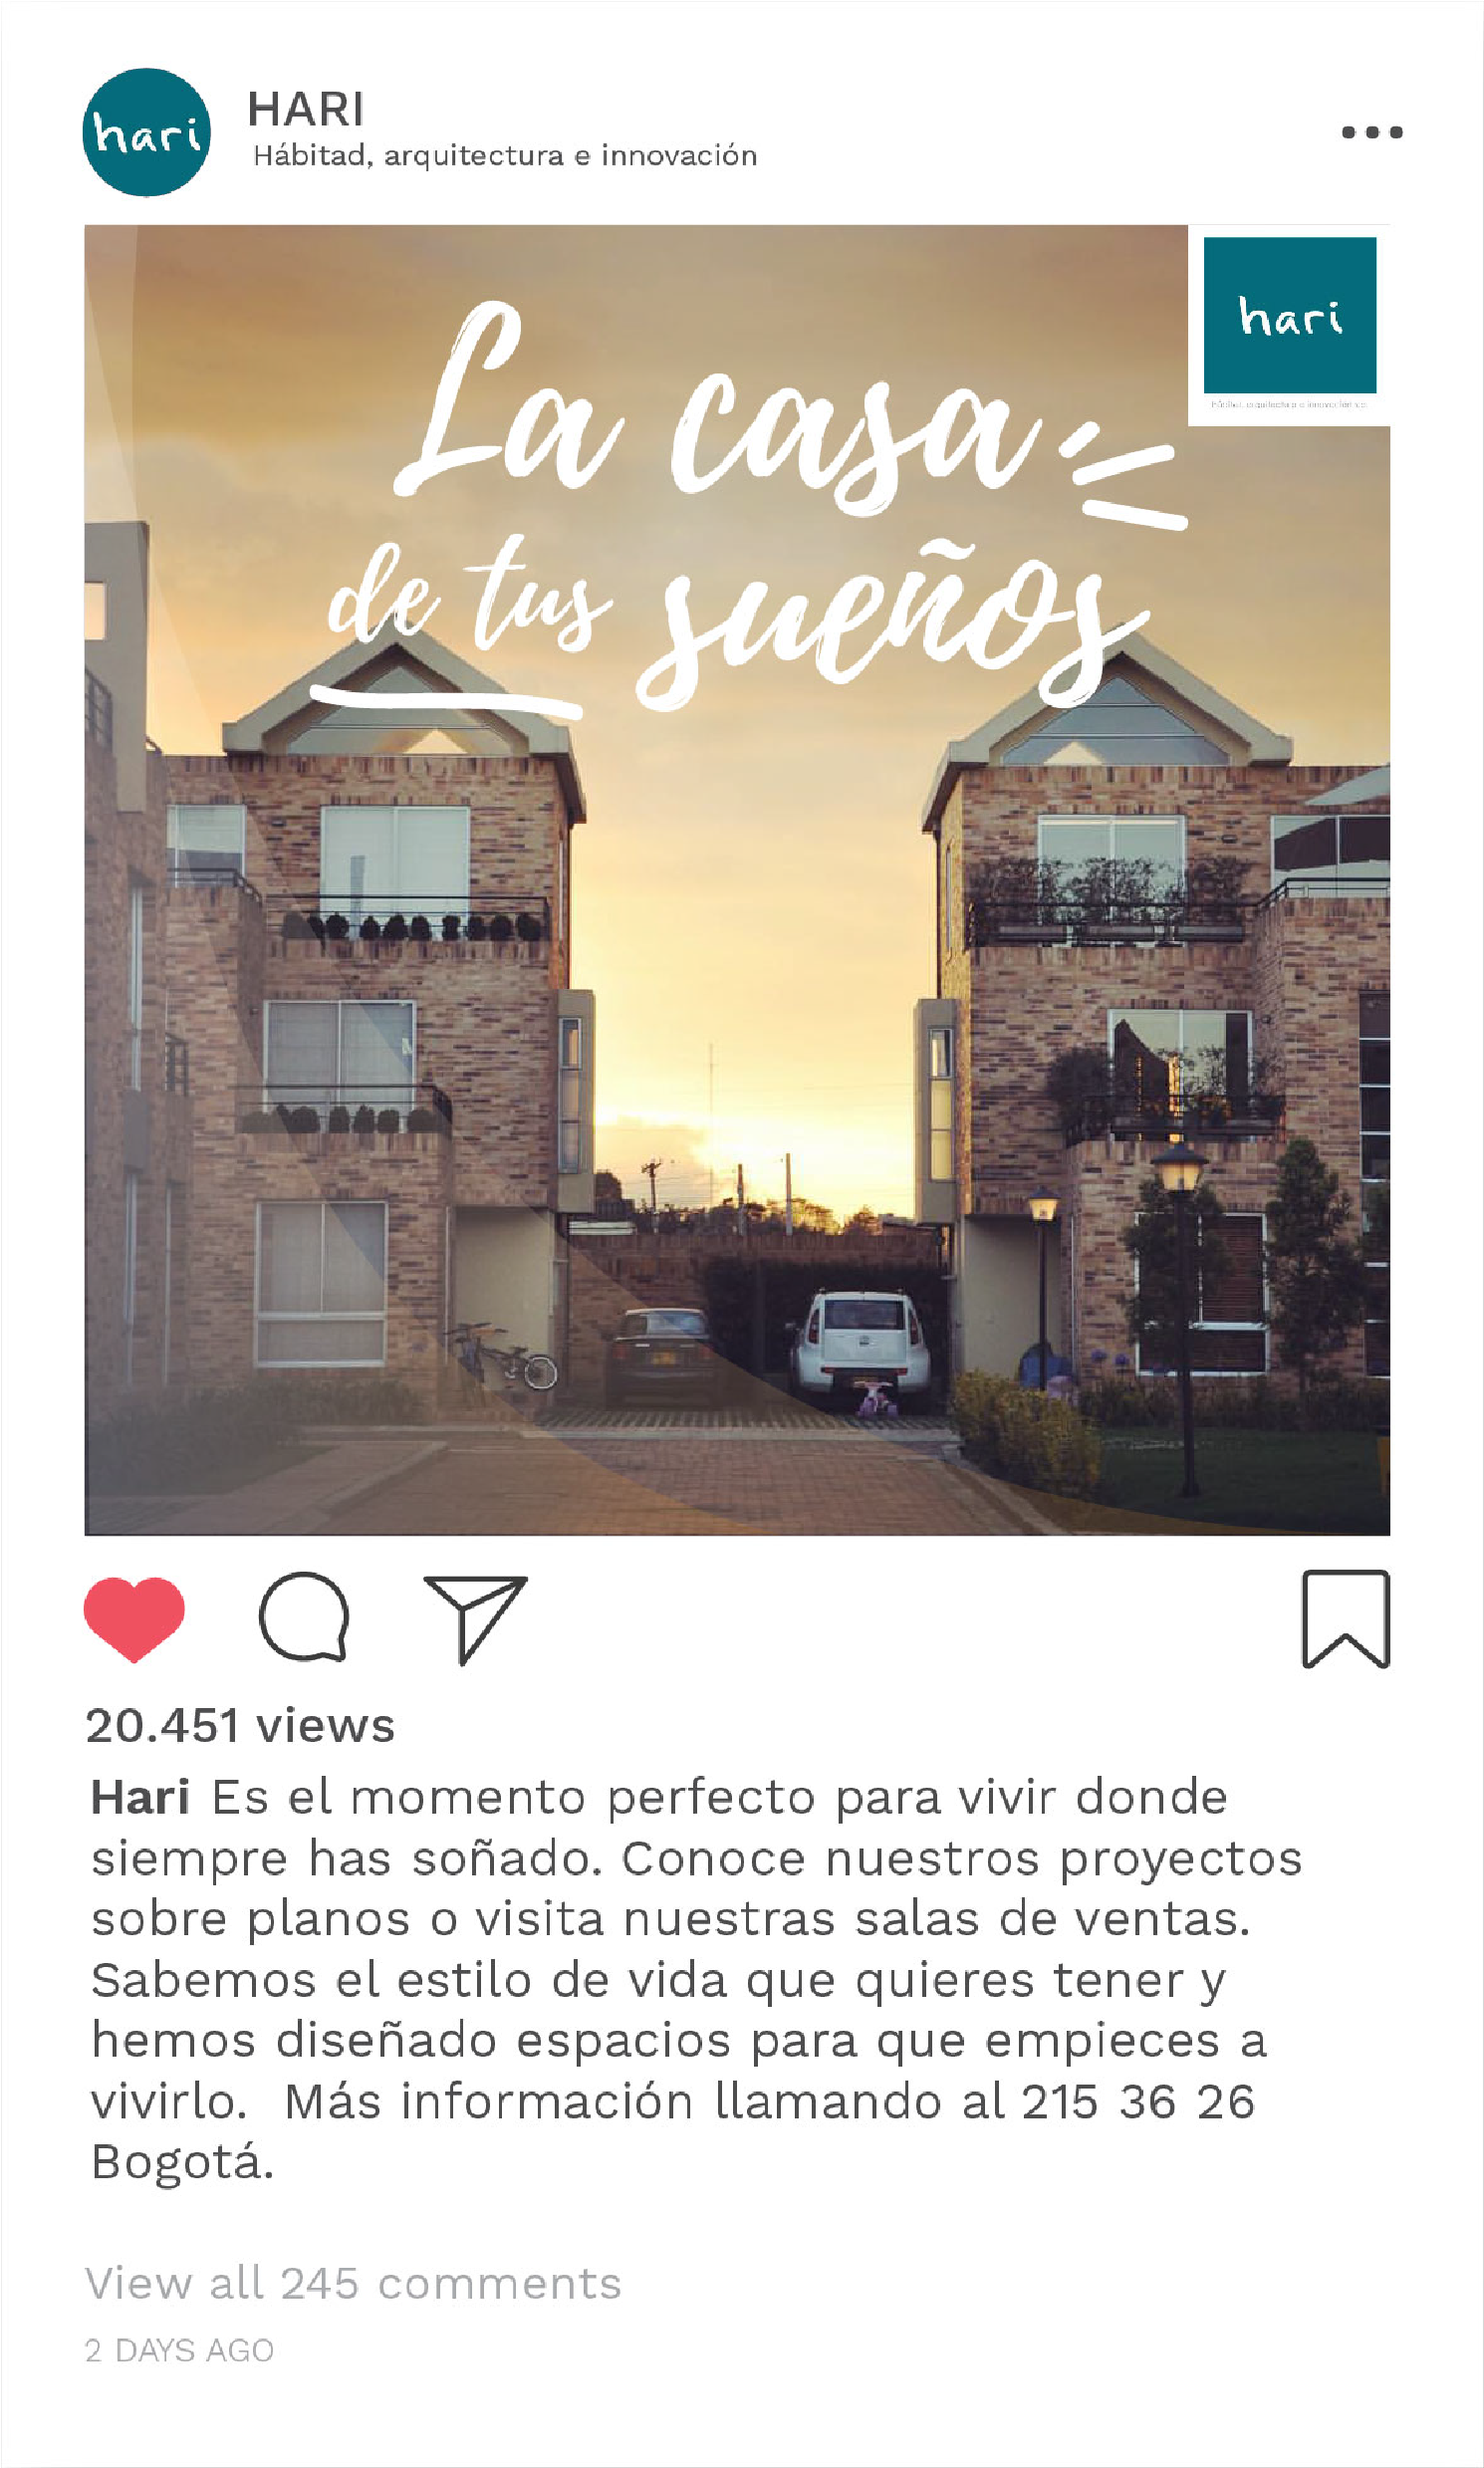 hari
HARI
Hábitad, arquitectura e innovación
hari
La casa
de tus sueños
20.451 views
Hari Es el momento perfecto para vivir donde
siempre has soñado. Conoce nuestros proyectos
sobre planos o visita nuestras salas de ventas.
Sabemos el estilo de vida que quieres tener y
hemos diseñado espacios para que empieces a
vivirlo.  Más información llamando al 215 36 26
Bogotá.
View all 245 comments
2 DAYS AGO